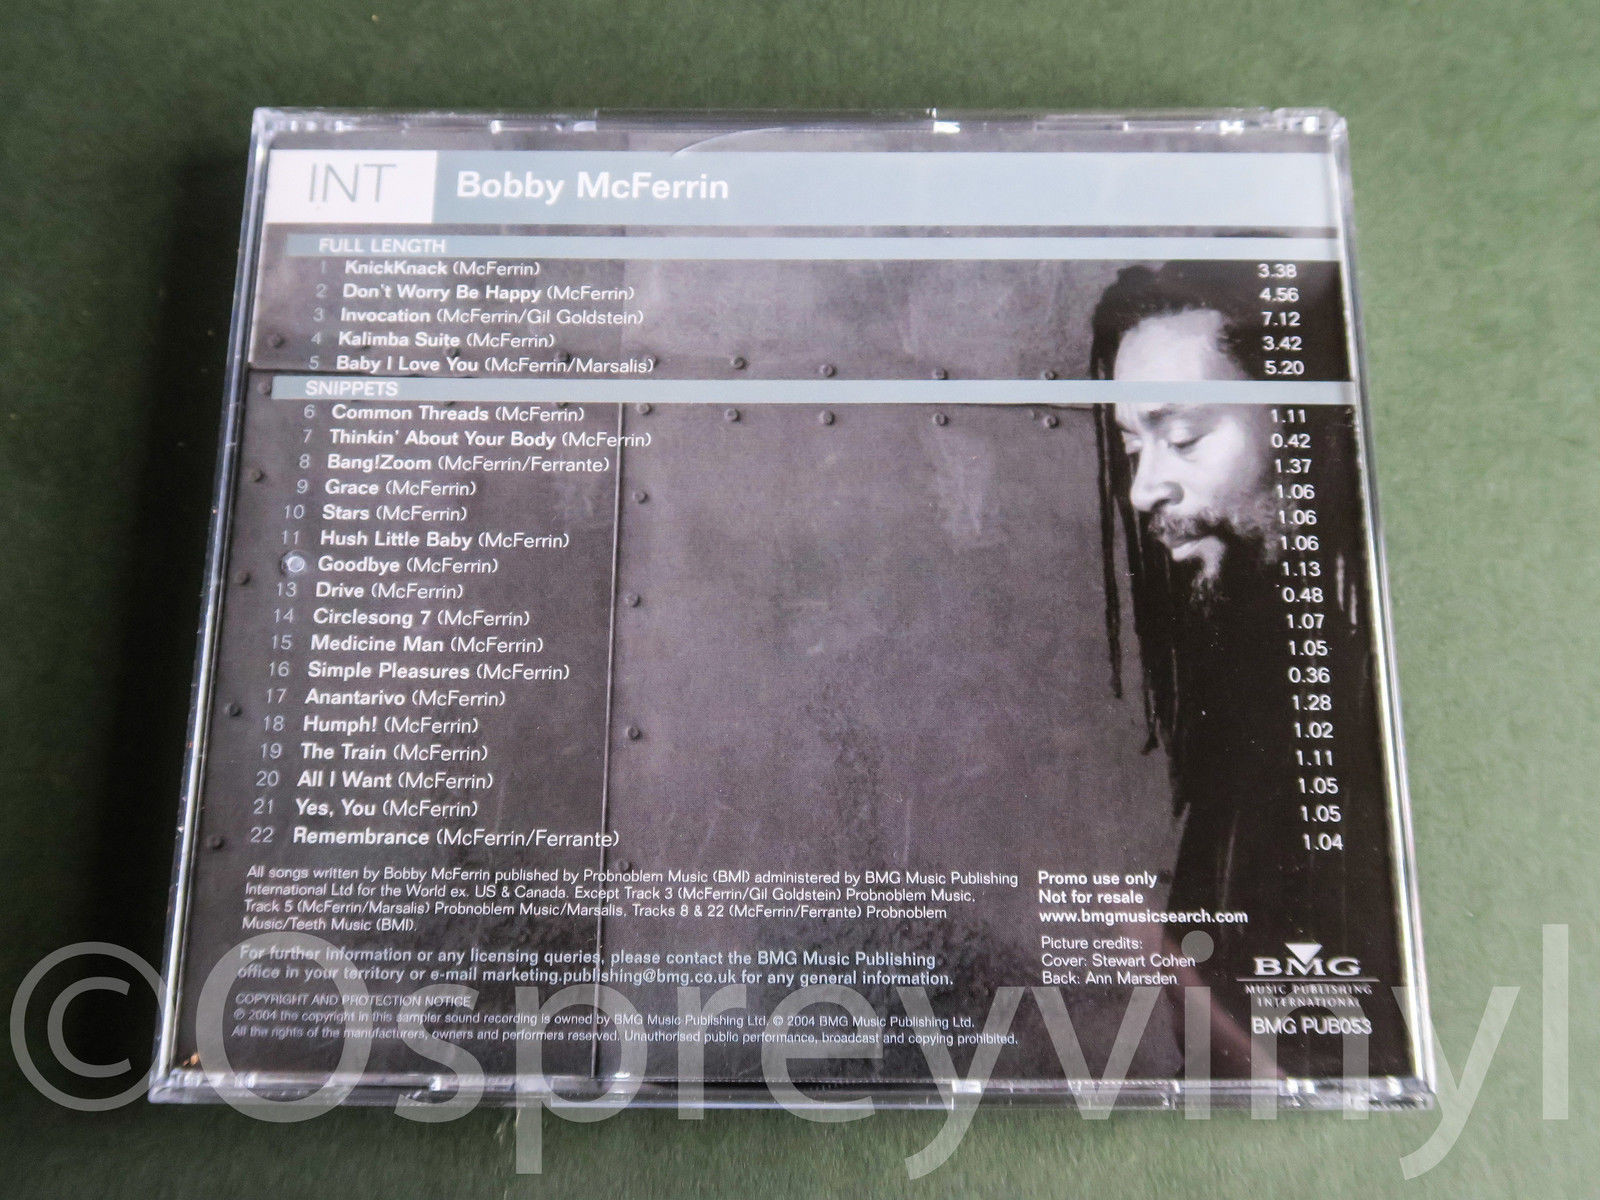 INT Bobby McFerrin
FULL LENGTH
1 KnickKnack (McFerrin) 3.38
2 Don't Worry Be Happy (McFerrin) 4.56
3 Invocation (McFerrin/Gil Goldstein) 7.12
4 Kalimba Suite (McFerrin) 3.42
5 Baby I Love You (McFerrin/Marsalis) 5.20
SNIPPETS
6 Common Threads (McFerrin) 1.11
7 Thinkin' About Your Body (McFerrin) 0.42
8 Bang!Zoom (McFerrin/Ferrante) 1.37
9 Grace (McFerrin) 1.06
10 Stars (McFerrin) 1.06
11 Hush Little Baby (McFerrin) 1.06
Goodbye (McFerrin) 1.13
13 Drive (McFerrin) 0.48
14 Circlesong 7 (McFerrin) 1.07
15 Medicine Man (McFerrin) 1.05
16 Simple Pleasures (McFerrin) 0.36
17 Anantarivo (McFerrin) 1.28
18 Humph! (McFerrin) 1.02
19 The Train (McFerrin) 1.11
20 All I Want (McFerrin) 1.05
21 Yes, You (McFerrin) 1.05
22 Remembrance (McFerrin/Ferrante) 1.04
All songs written by Bobby McFerrin published by Probnoblem Music (BMI) administered by BMG Music Publishing
International Ltd for the World ex. US & Canada. Except Track 3 (McFerrin/Gil Goldstein) Probnoblem Music.
Track 5 (McFerrin/Marsalis) Probnoblem Music/Marsalis, Tracks 8 & 22 (McFerrin/Ferrante) Probnoblem
Music/Teeth Music (BMI).
For further information or any licensing queries, please contact the BMG Music Publishing
office in your territory or e-mail marketing.publishing@bmg.co.uk for any general information.
COPYRIGHT AND PROTECTION NOTICE
℗ 2004 the copyright in this sampler sound recording is owned by BMG Music Publishing Ltd. © 2004 BMG Music Publishing Ltd.
All the rights of the manufacturers, owners and performers reserved. Unauthorised public performance, broadcast and copying prohibited.
Promo use only
Not for resale
www.bmgmusicsearch.com
Picture credits:
Cover: Stewart Cohen
Back: Ann Marsden
BMG
MUSIC PUBLISHING
INTERNATIONAL
BMG PUB053
©Ospreyvinyl